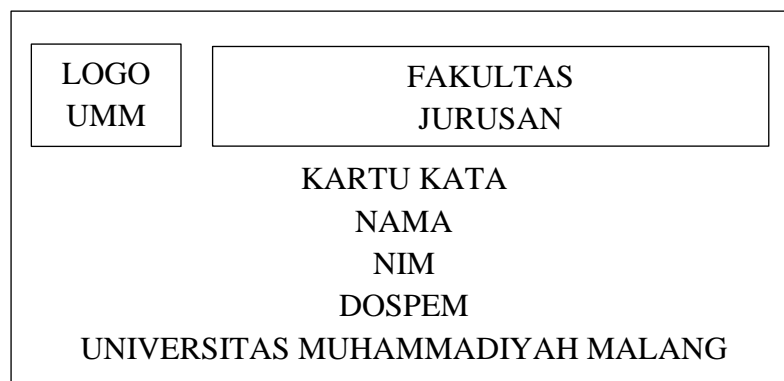 LOGO
UMM
FAKULTAS
JURUSAN
KARTU KATA
NAMA
NIM
DOSPEM
UNIVERSITAS MUHAMMADIYAH MALANG